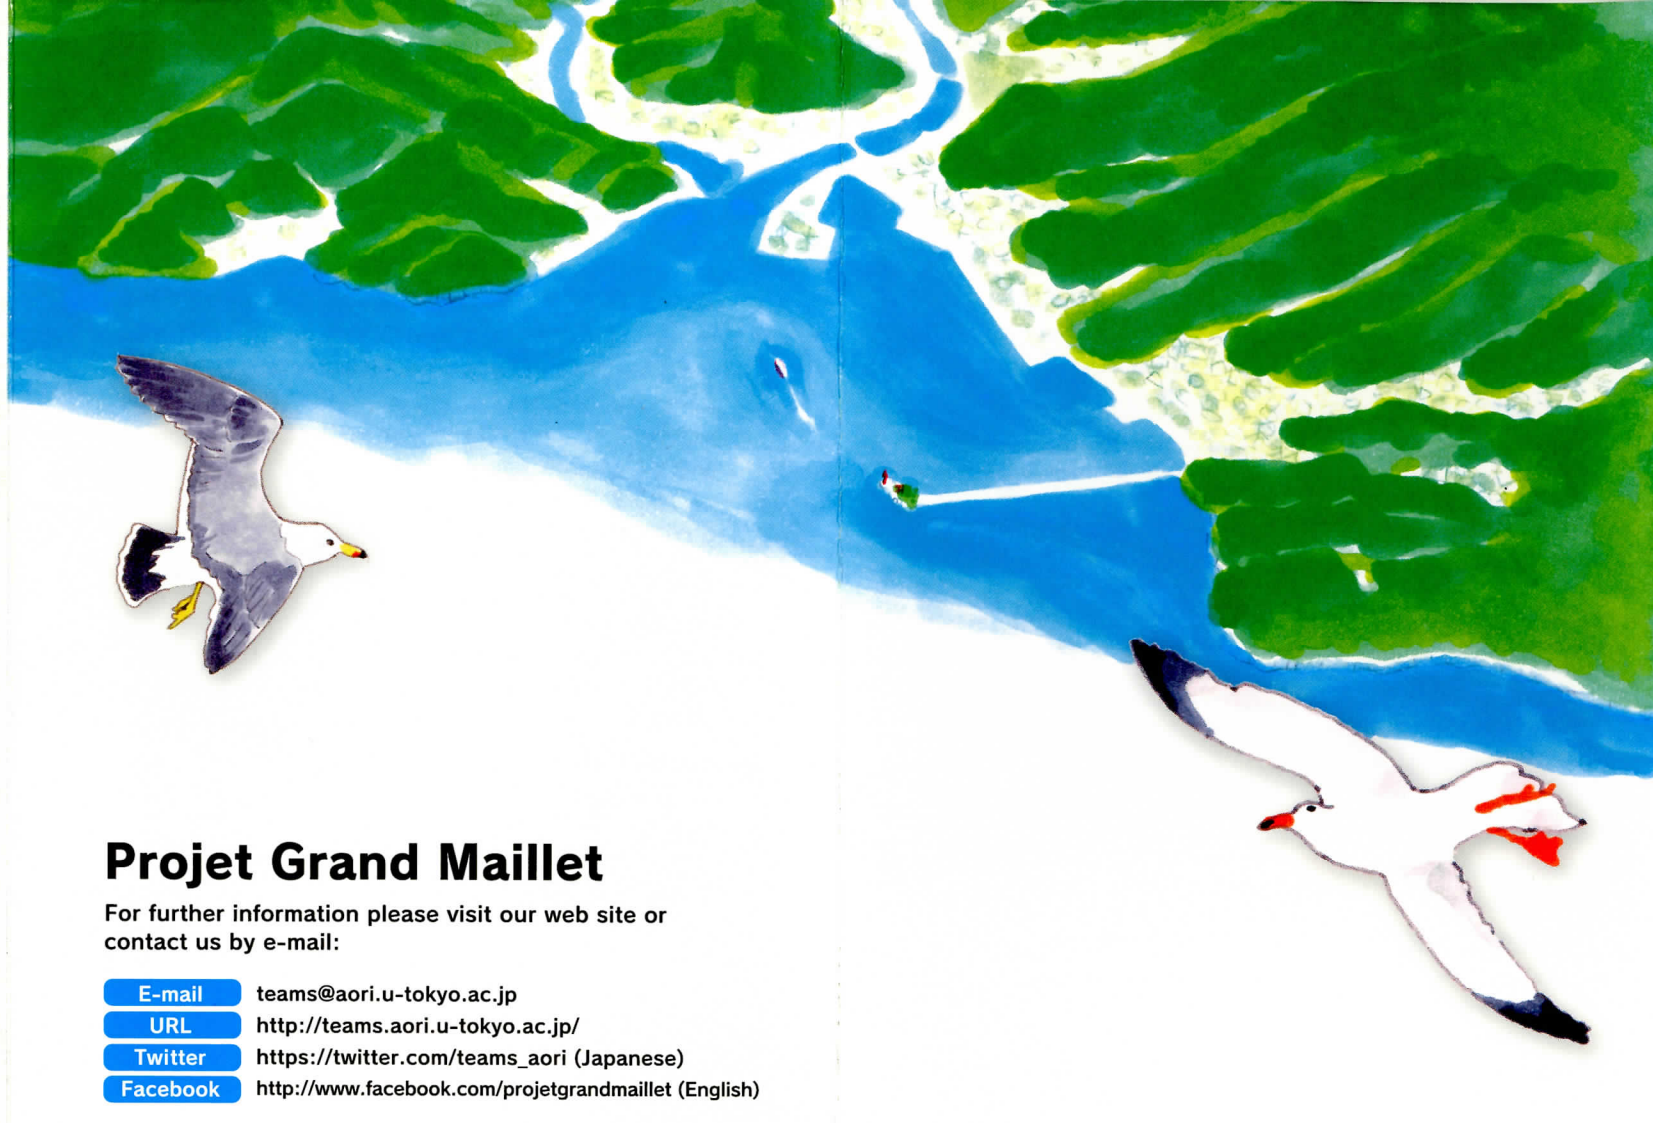 Projet Grand Maillet
For further information please visit our web site or
contact us by e-mail:
E-mail teams@aori.u-tokyo.ac.jp
URL http://teams.aori.u-tokyo.ac.jp/
Twitter https://twitter.com/teams_aori (Japanese)
Facebook http://www.facebook.com/projetgrandmaillet (English)